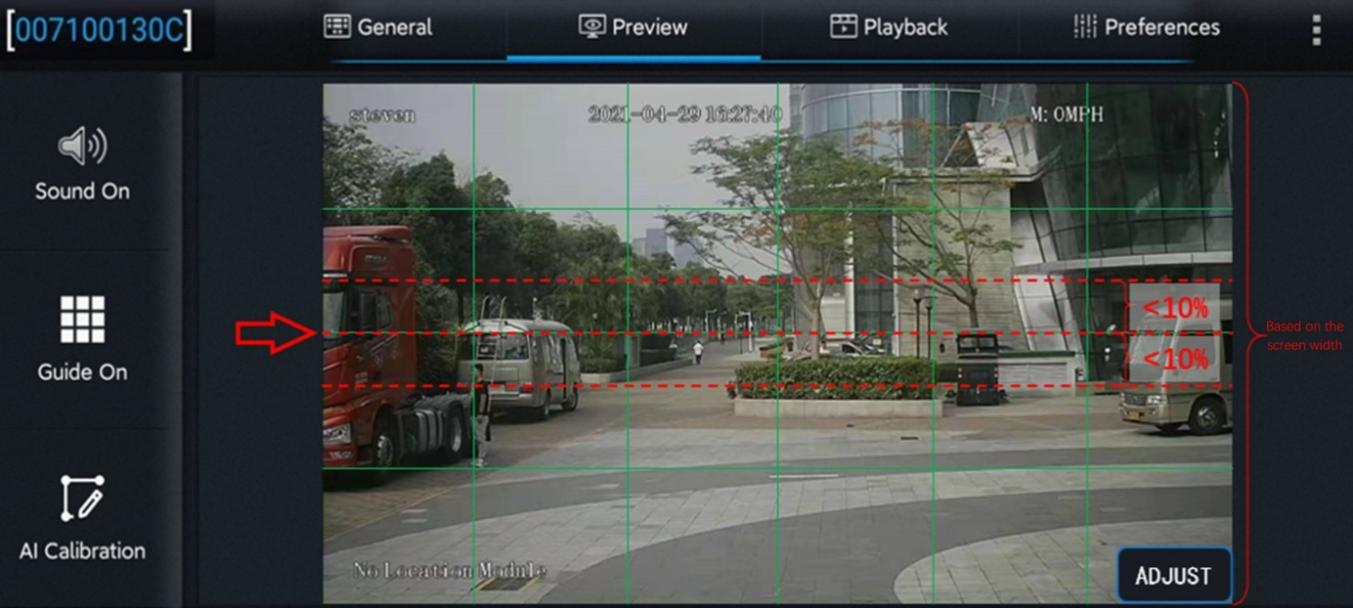 [007100130C]
General
Preview
Playback
Preferences
Sound On
Guide On
AI Calibration
steven
2021-04-29 16:27:40
M: 0MPH
<10%
<10%
Based on the
screen width
No Location Module
ADJUST